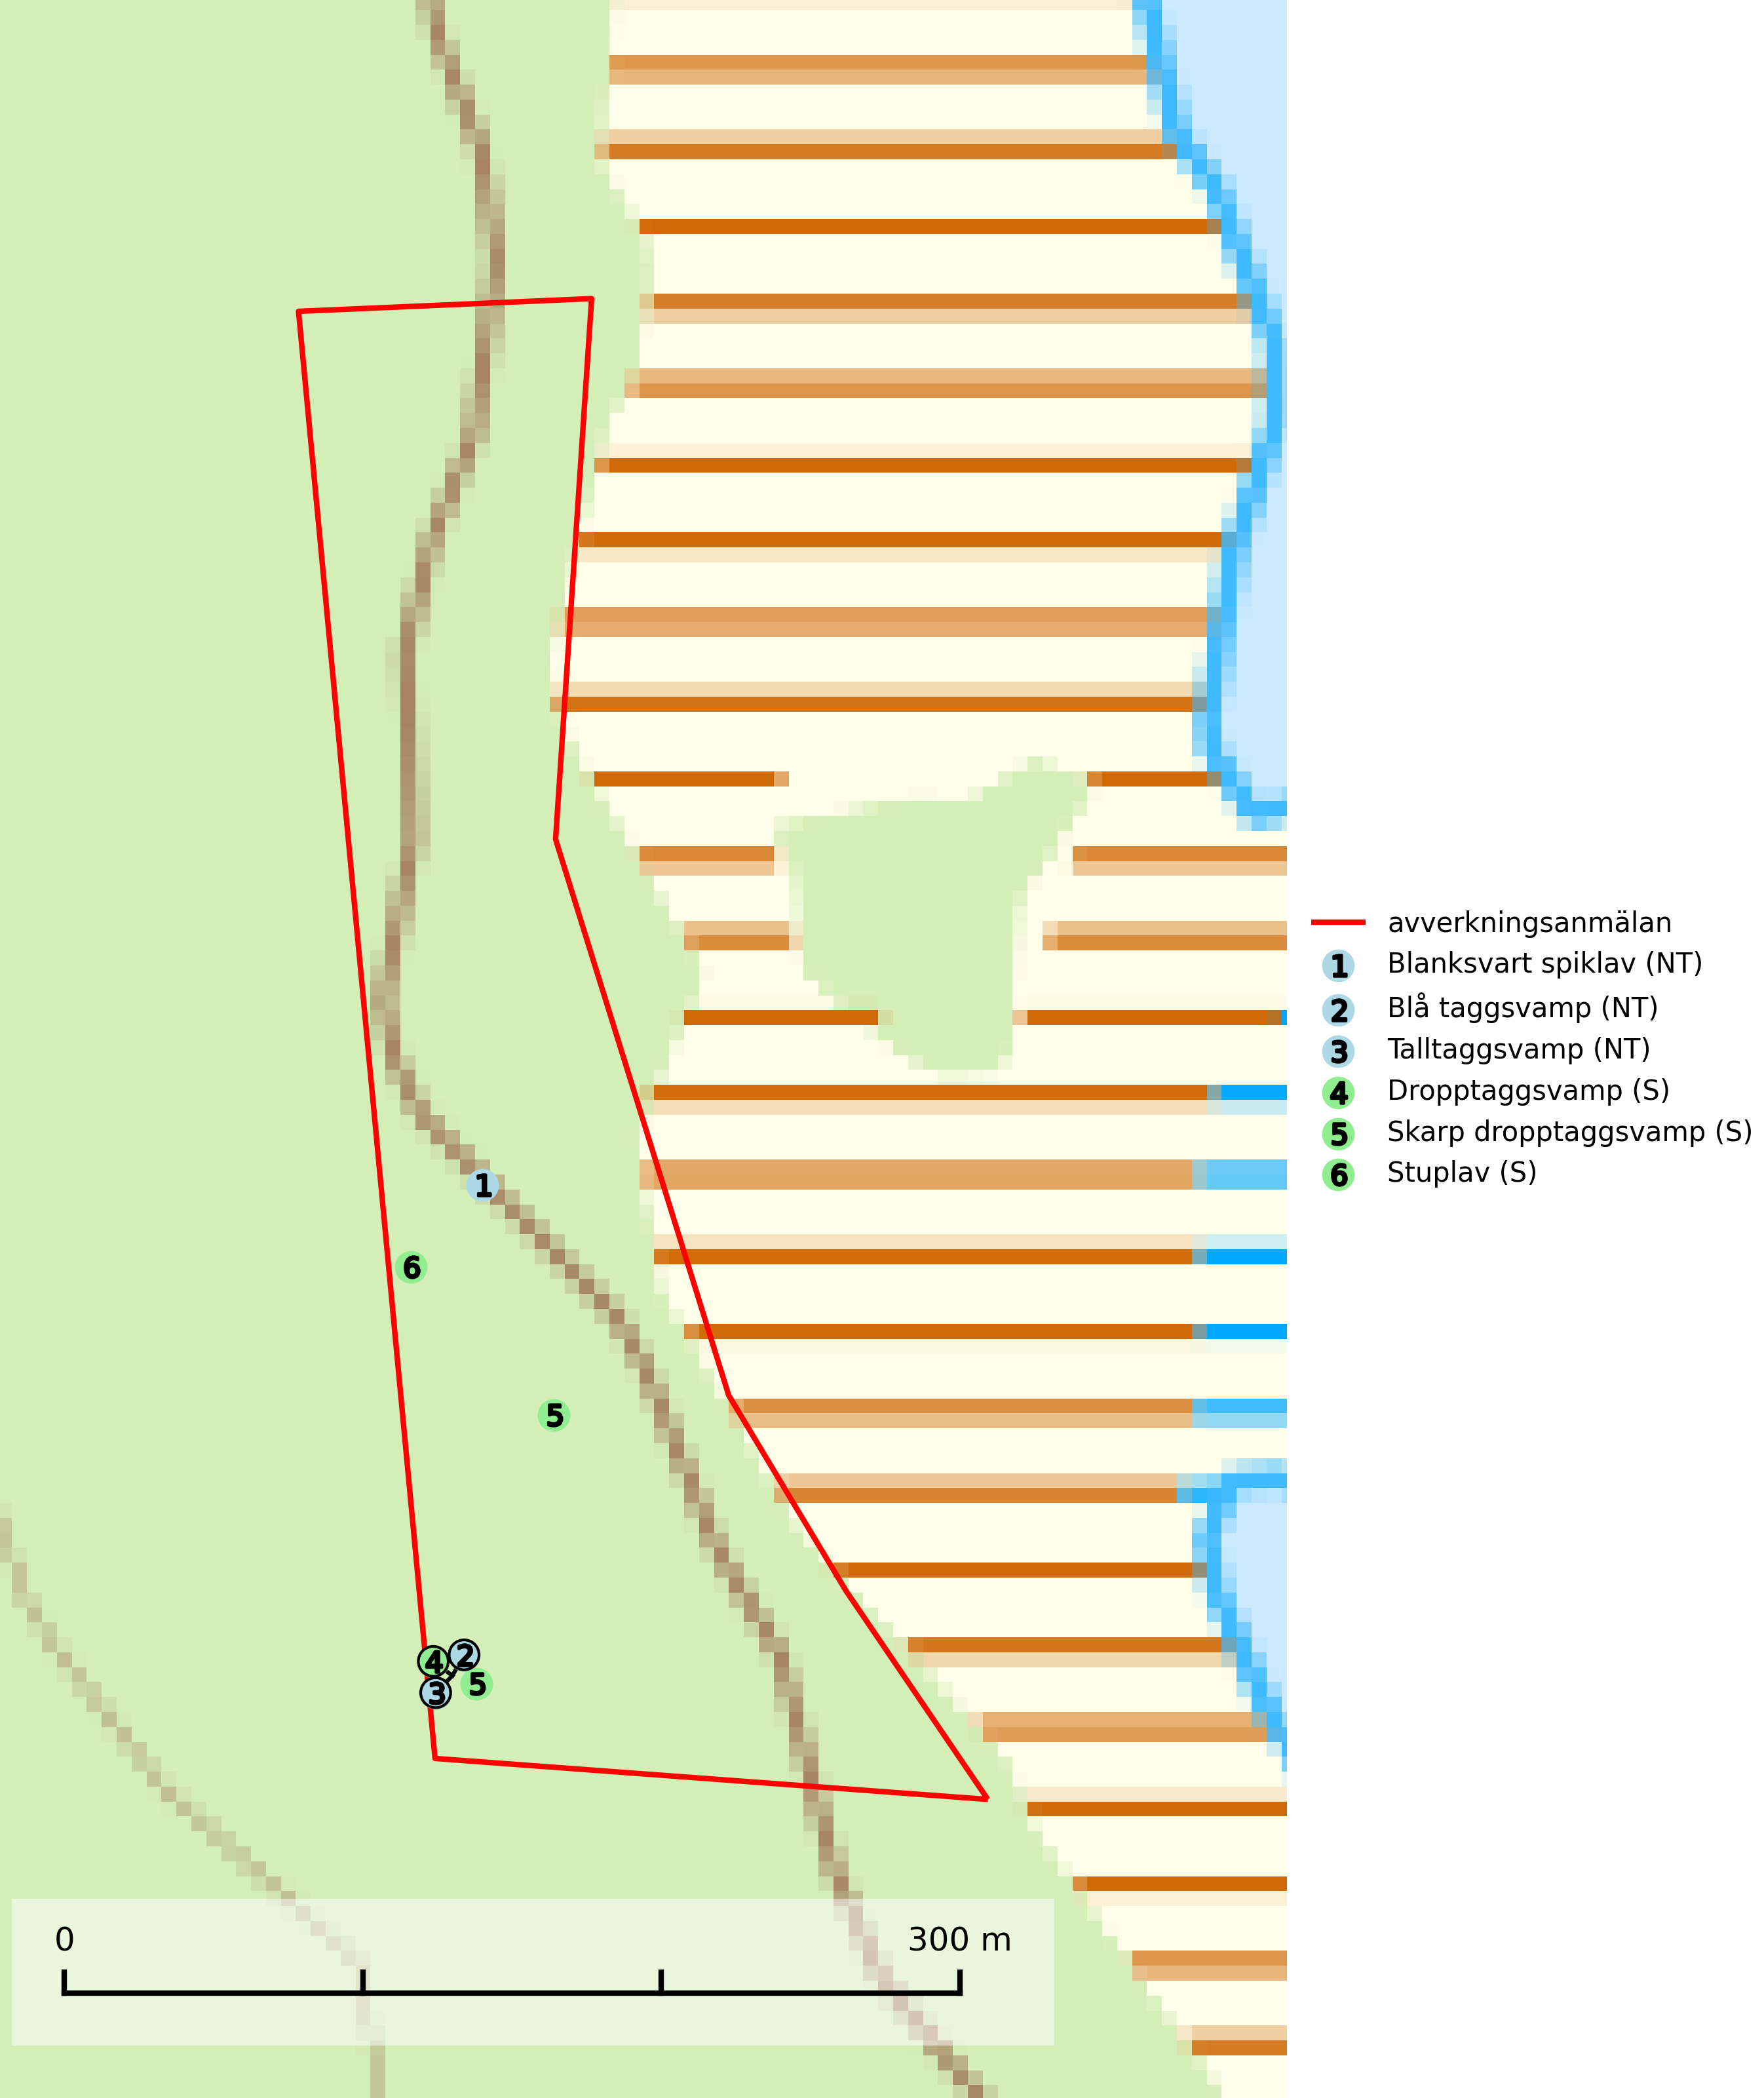 avverkningsanmälan
1 Blanksvart spiklav (NT)
2 Blå taggsvamp (NT)
3 Talltaggsvamp (NT)
4 Dropptaggsvamp (S)
5 Skarp dropptaggsvamp (S)
6 Stuplav (S)
1
6
5
4 2
3 5
0 300 m